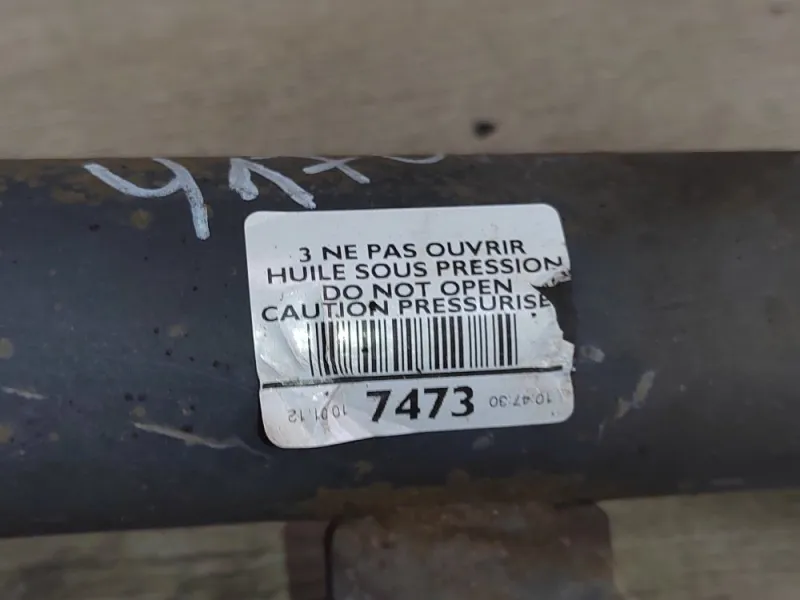 3 NE PAS OUVRIR
HUILE SOUS PRESSION
DO NOT OPEN
CAUTION PRESSURISE
10.01.12 7473 10:47:30